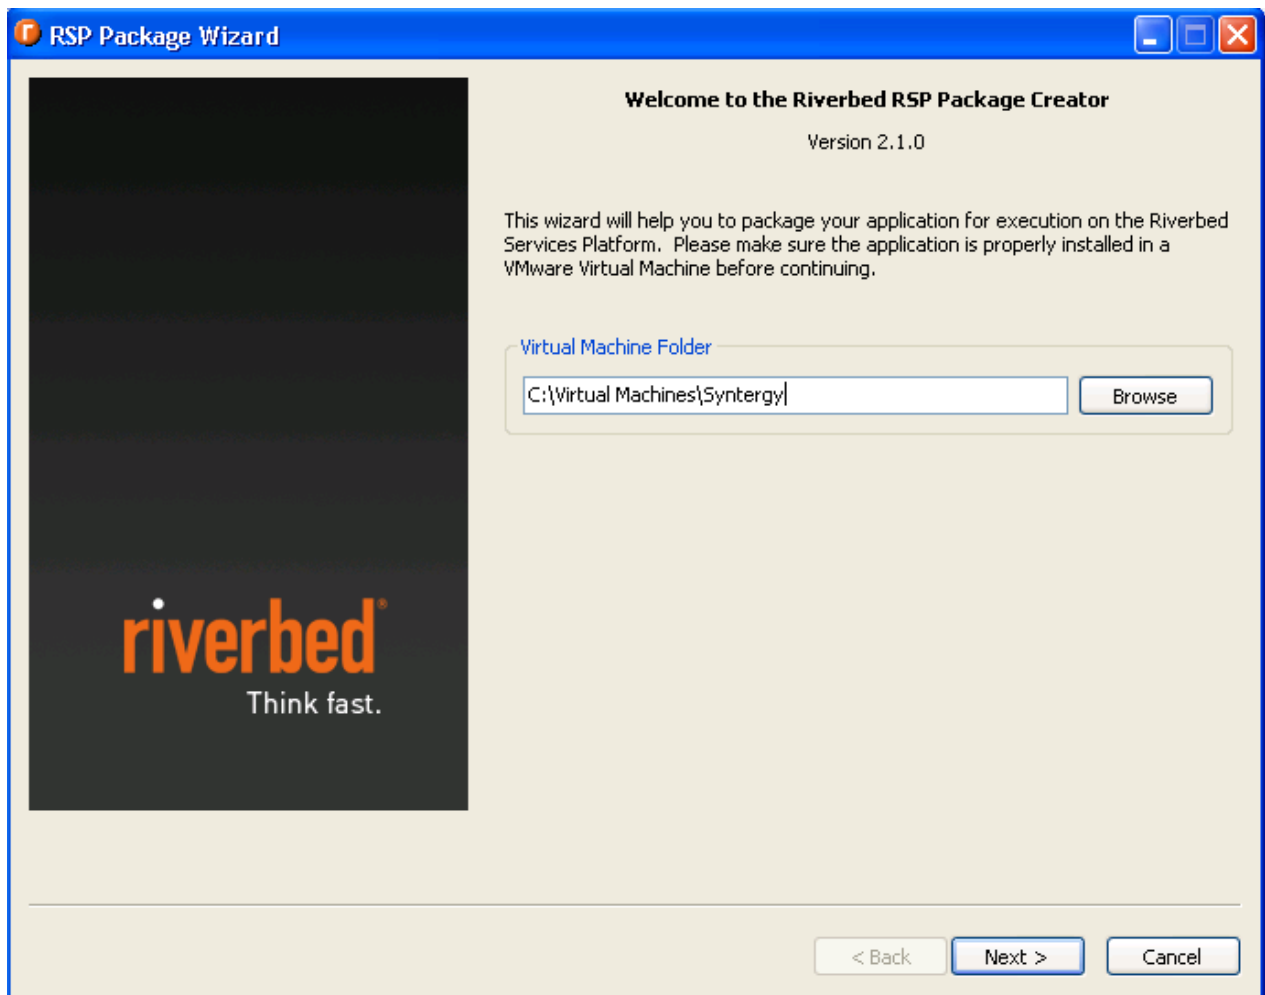 RSP Package Wizard
Welcome to the Riverbed RSP Package Creator
Version 2.1.0
This wizard will help you to package your application for execution on the Riverbed
Services Platform.  Please make sure the application is properly installed in a
VMware Virtual Machine before continuing.
Virtual Machine Folder
C:\Virtual Machines\Syntergy
Browse
riverbed®
Think fast.
< Back
Next >
Cancel